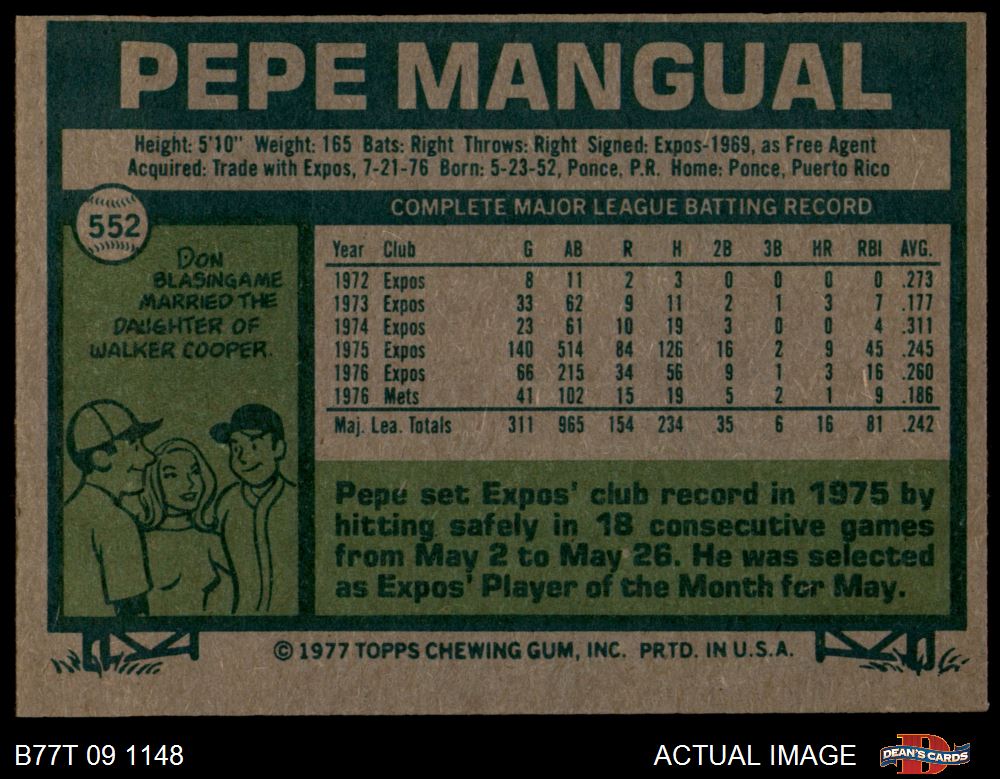 PEPE MANGUAL
Height: 5'10" Weight: 165 Bats: Right Throws: Right Signed: Expos-1969, as Free Agent
Acquired: Trade with Expos, 7-21-76 Born: 5-23-52, Ponce, P.R. Home: Ponce, Puerto Rico
552
DON
BLASINGAME
MARRIED THE
DAUGHTER OF
WALKER COOPER.
COMPLETE MAJOR LEAGUE BATTING RECORD
Year Club G AB R H 2B 3B HR RBI AVG.
1972 Expos 8 11 2 3 0 0 0 0 .273
1973 Expos 33 62 9 11 2 1 3 7 .177
1974 Expos 23 61 10 19 3 0 0 4 .311
1975 Expos 140 514 84 126 16 2 9 45 .245
1976 Expos 66 215 34 56 9 1 3 16 .260
1976 Mets 41 102 15 19 5 2 1 9 .186
Maj. Lea. Totals 311 965 154 234 35 6 16 81 .242
Pepe set Expos' club record in 1975 by
hitting safely in 18 consecutive games
from May 2 to May 26. He was selected
as Expos' Player of the Month for May.
© 1977 TOPPS CHEWING GUM, INC. PRTD. IN U.S.A.
B77T 09 1148
ACTUAL IMAGE
D
DEAN'S CARDS